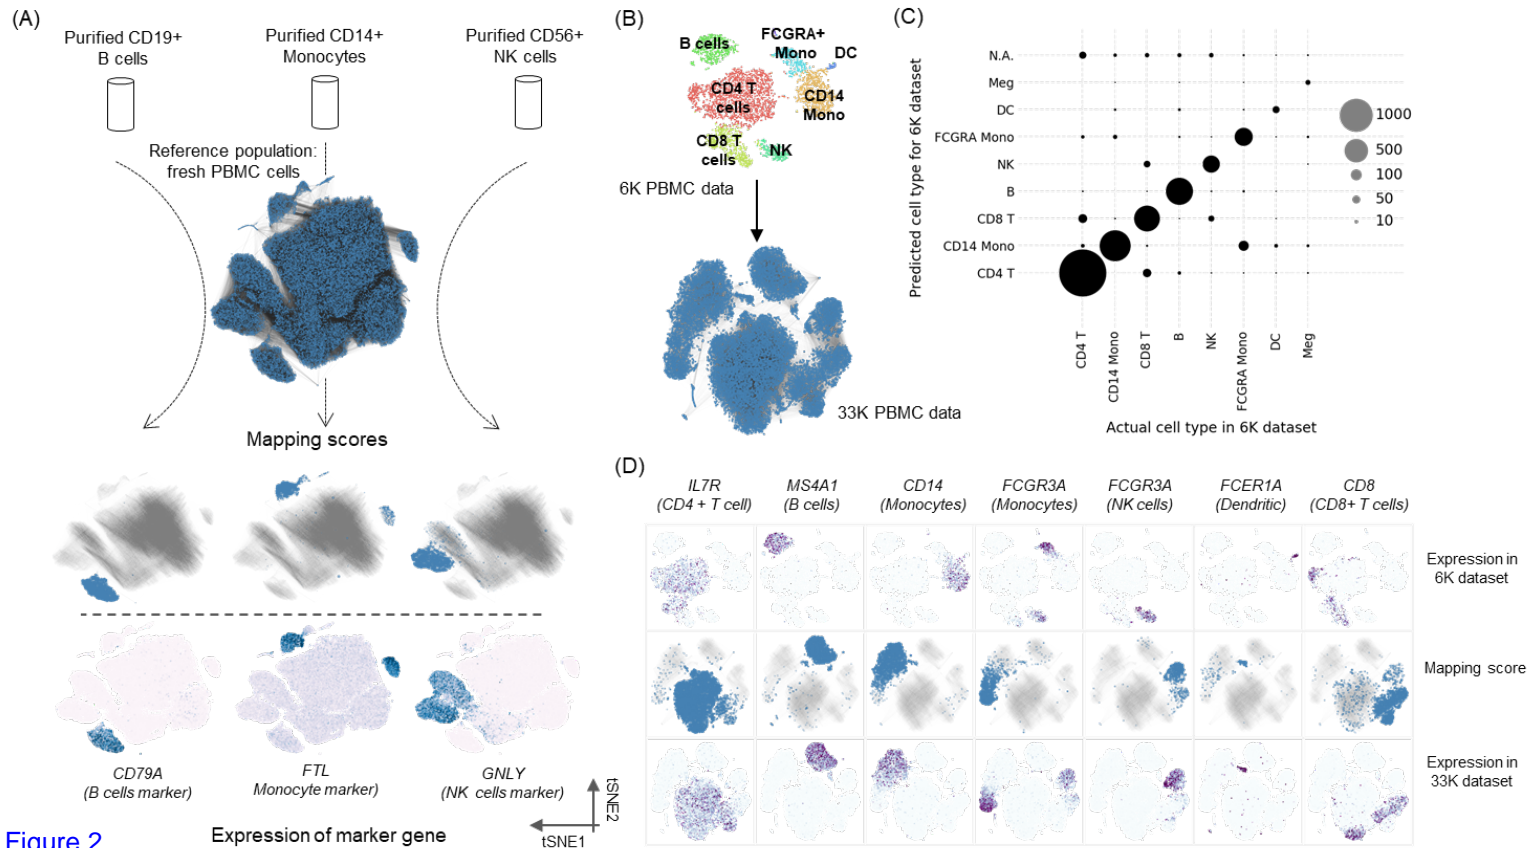 (A)
Purified CD19+
B cells
Purified CD14+
Monocytes
Purified CD56+
NK cells
Reference population:
fresh PBMC cells
Mapping scores
CD79A
(B cells marker)
FTL
Monocyte marker)
GNLY
(NK cells marker)
Expression of marker gene
tSNE1
tSNE2
Figure 2
(B)
B cells
FCGRA+
Mono
DC
CD4 T
cells
CD14
Mono
CD8 T
cells
NK
6K PBMC data
33K PBMC data
(C)
Predicted cell type for 6K dataset
N.A.
Meg
DC
FCGRA Mono
NK
B
CD8 T
CD14 Mono
CD4 T
1000
500
100
50
10
CD4 T
CD14 Mono
CD8 T
B
NK
FCGRA Mono
DC
Meg
Actual cell type in 6K dataset
(D)
IL7R
(CD4 + T cell)
MS4A1
(B cells)
CD14
(Monocytes)
FCGR3A
(Monocytes)
FCGR3A
(NK cells)
FCER1A
(Dendritic)
CD8
(CD8+ T cells)
Expression in
6K dataset
Mapping score
Expression in
33K dataset